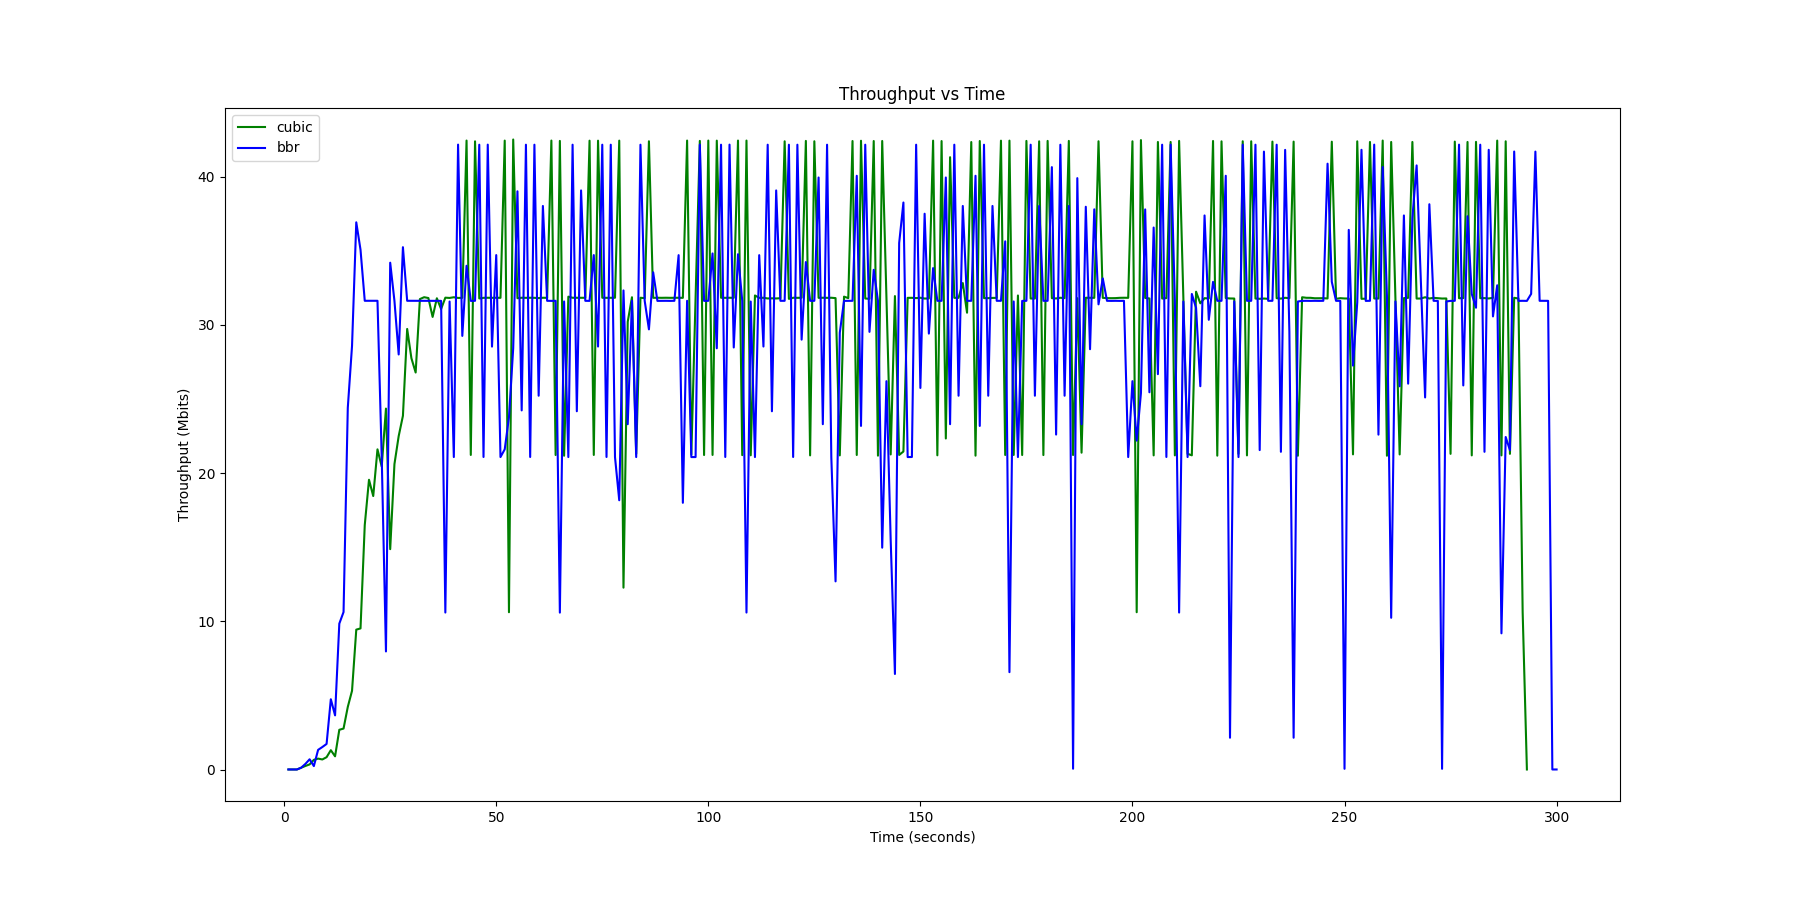 Throughput vs Time
cubic
bbr
Throughput (Mbits)
40
30
20
10
0
0 50 100 150 200 250 300
Time (seconds)